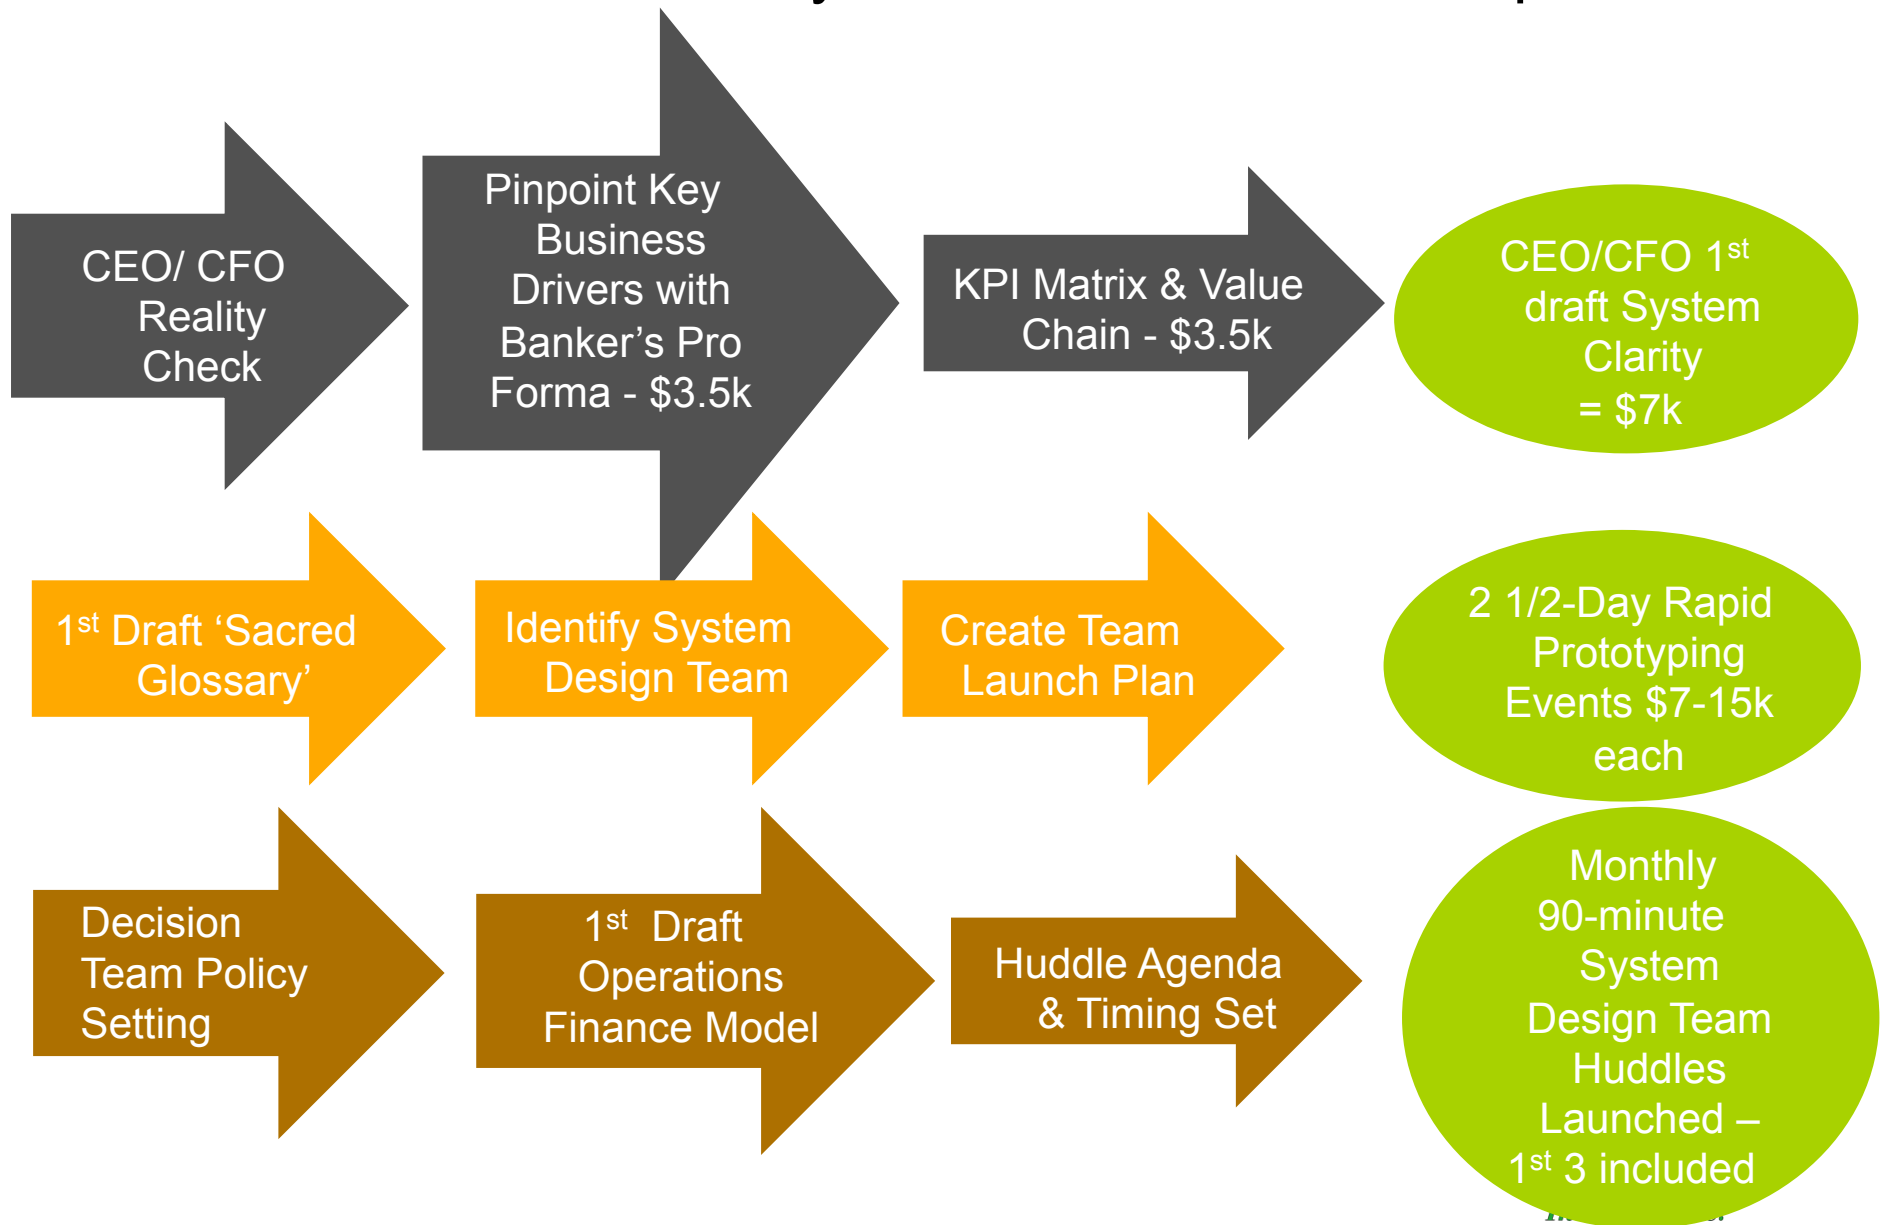 CEO/ CFO
Reality
Check
Pinpoint Key
Business
Drivers with
Banker’s Pro
Forma - $3.5k
KPI Matrix & Value
Chain - $3.5k
CEO/CFO 1st
draft System
Clarity
= $7k
1st Draft ‘Sacred
Glossary’
Identify System
Design Team
Create Team
Launch Plan
2 1/2-Day Rapid
Prototyping
Events $7-15k
each
Decision
Team Policy
Setting
1st  Draft
Operations
Finance Model
Huddle Agenda
& Timing Set
Monthly
90-minute
System
Design Team
Huddles
Launched –
1st 3 included